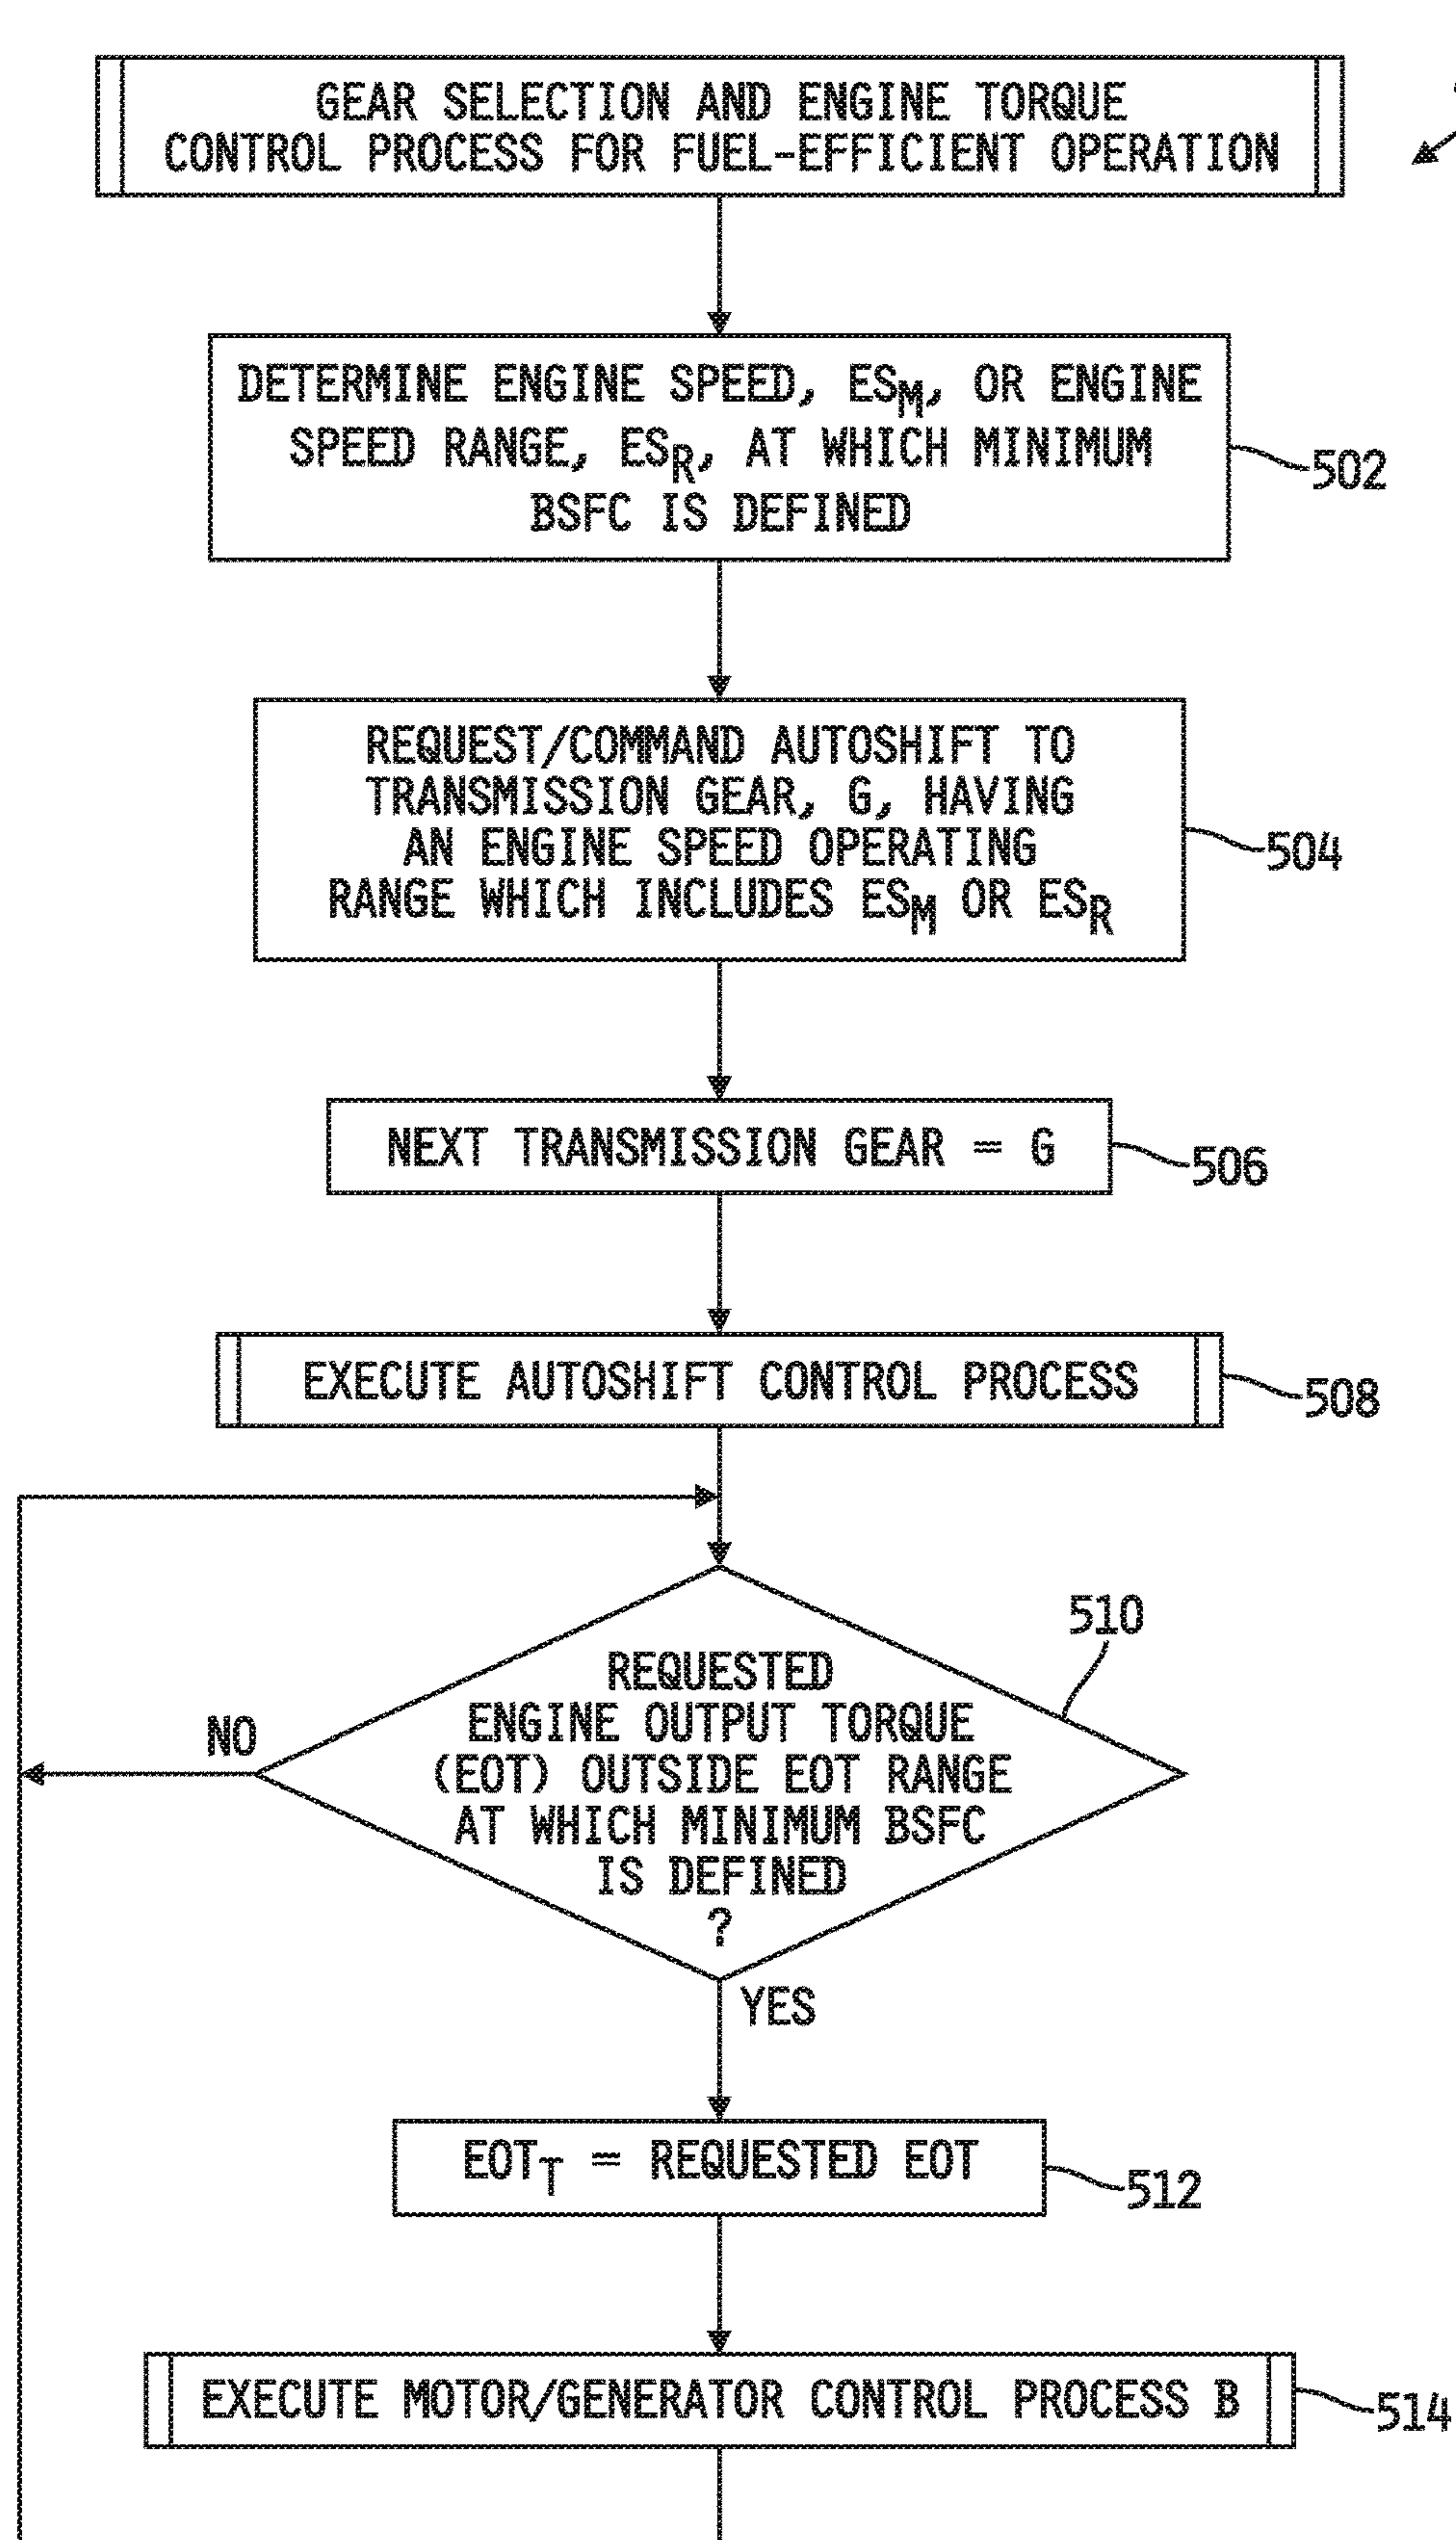 GEAR SELECTION AND ENGINE TORQUE
CONTROL PROCESS FOR FUEL-EFFICIENT OPERATION
DETERMINE ENGINE SPEED, ESM, OR ENGINE
SPEED RANGE, ESR, AT WHICH MINIMUM
BSFC IS DEFINED
502
REQUEST/COMMAND AUTOSHIFT TO
TRANSMISSION GEAR, G, HAVING
AN ENGINE SPEED OPERATING
RANGE WHICH INCLUDES ESM OR ESR
504
NEXT TRANSMISSION GEAR = G
506
EXECUTE AUTOSHIFT CONTROL PROCESS
508
510
REQUESTED
ENGINE OUTPUT TORQUE
(EOT) OUTSIDE EOT RANGE
AT WHICH MINIMUM BSFC
IS DEFINED
?
NO
YES
EOTT = REQUESTED EOT
512
EXECUTE MOTOR/GENERATOR CONTROL PROCESS B
514